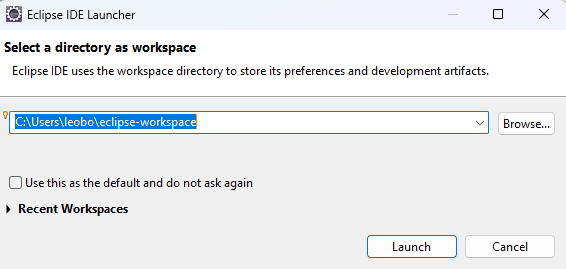 Eclipse IDE Launcher
Select a directory as workspace
Eclipse IDE uses the workspace directory to store its preferences and development artifacts.
C:\Users\leobo\eclipse-workspace
Browse...
Use this as the default and do not ask again
Recent Workspaces
Launch
Cancel